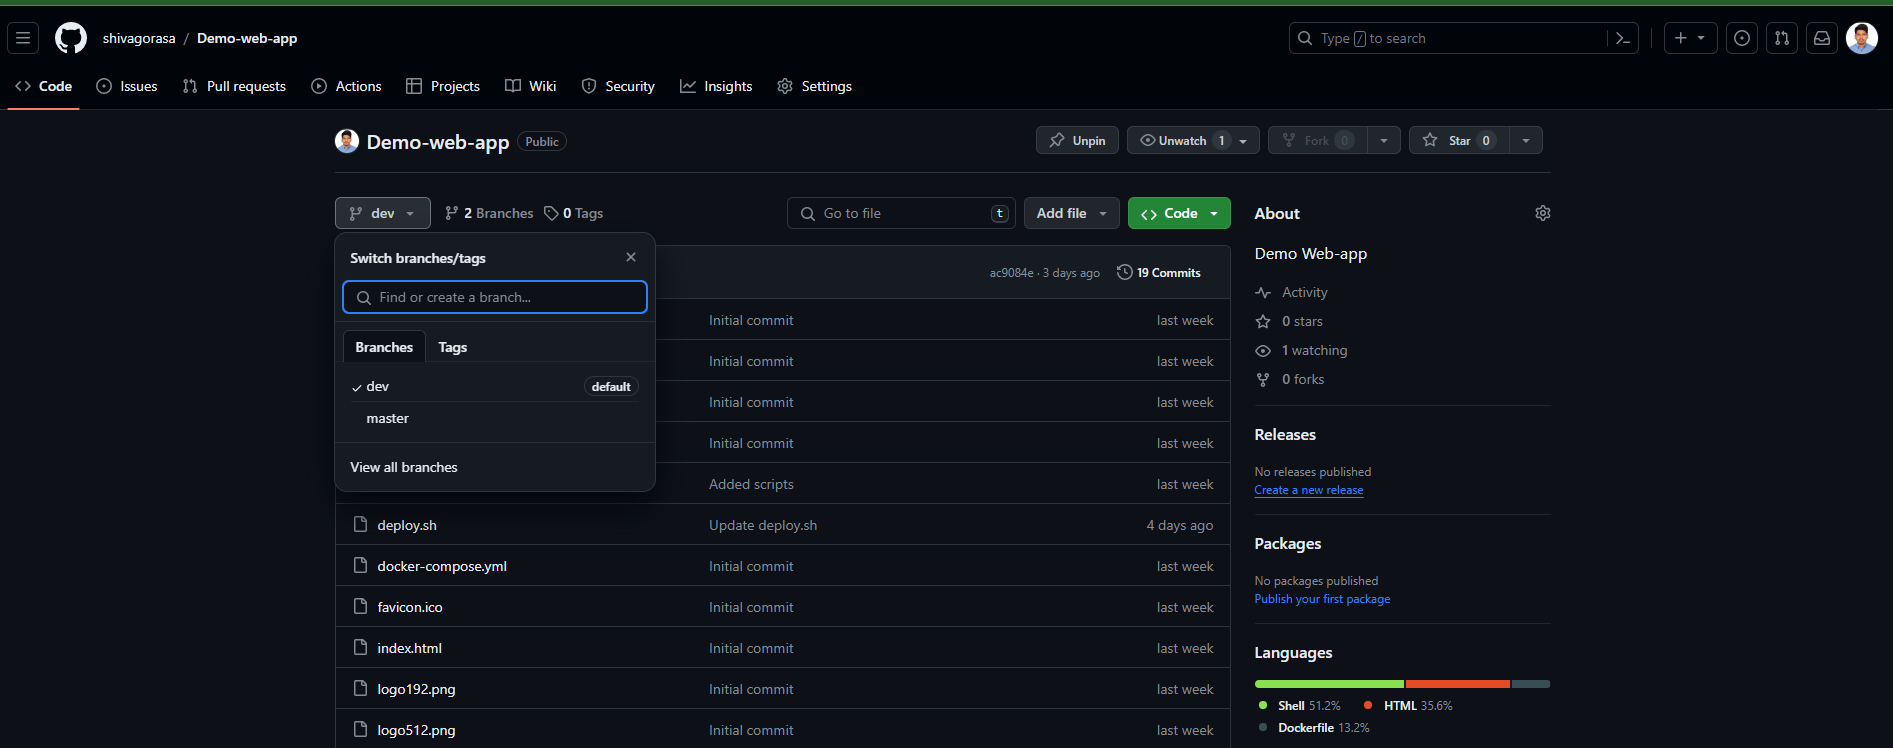 shivagorasa / Demo-web-app
Type / to search
Code Issues Pull requests Actions Projects Wiki Security Insights Settings
Demo-web-app Public
Unpin Unwatch 1 Fork 0 Star 0
dev 2 Branches 0 Tags
Go to file t Add file <> Code
Switch branches/tags
Find or create a branch...
Branches Tags
dev default
master
View all branches
ac9084e · 3 days ago 19 Commits
Initial commit last week
Initial commit last week
Initial commit last week
Initial commit last week
Added scripts last week
deploy.sh Update deploy.sh 4 days ago
docker-compose.yml Initial commit last week
favicon.ico Initial commit last week
index.html Initial commit last week
logo192.png Initial commit last week
logo512.png Initial commit last week
About
Demo Web-app
Activity
0 stars
1 watching
0 forks
Releases
No releases published
Create a new release
Packages
No packages published
Publish your first package
Languages
Shell 51.2% HTML 35.6%
Dockerfile 13.2%